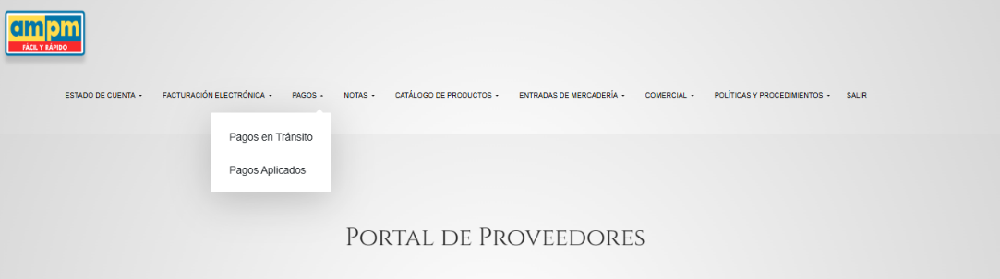 ampm
FÁCIL Y RÁPIDO
ESTADO DE CUENTA FACTURACIÓN ELECTRÓNICA PAGOS NOTAS CATÁLOGO DE PRODUCTOS ENTRADAS DE MERCADERÍA COMERCIAL POLÍTICAS Y PROCEDIMIENTOS SALIR
Pagos en Tránsito
Pagos Aplicados
Portal de Proveedores